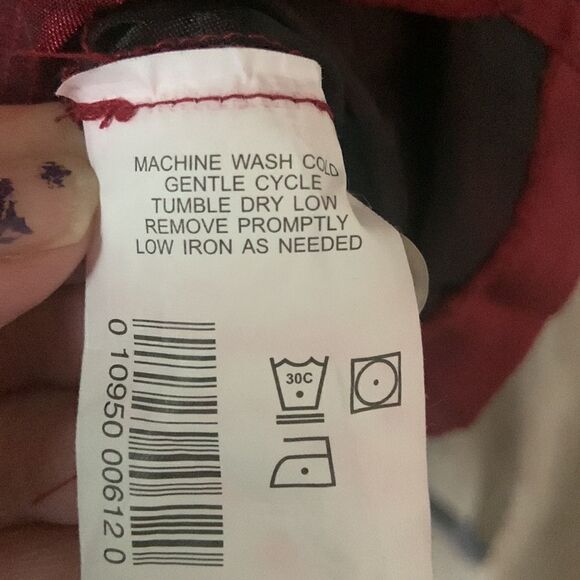 MACHINE WASH COLD
GENTLE CYCLE
TUMBLE DRY LOW
REMOVE PROMPTLY
LOW IRON AS NEEDED
30C
0 10950 00612 0